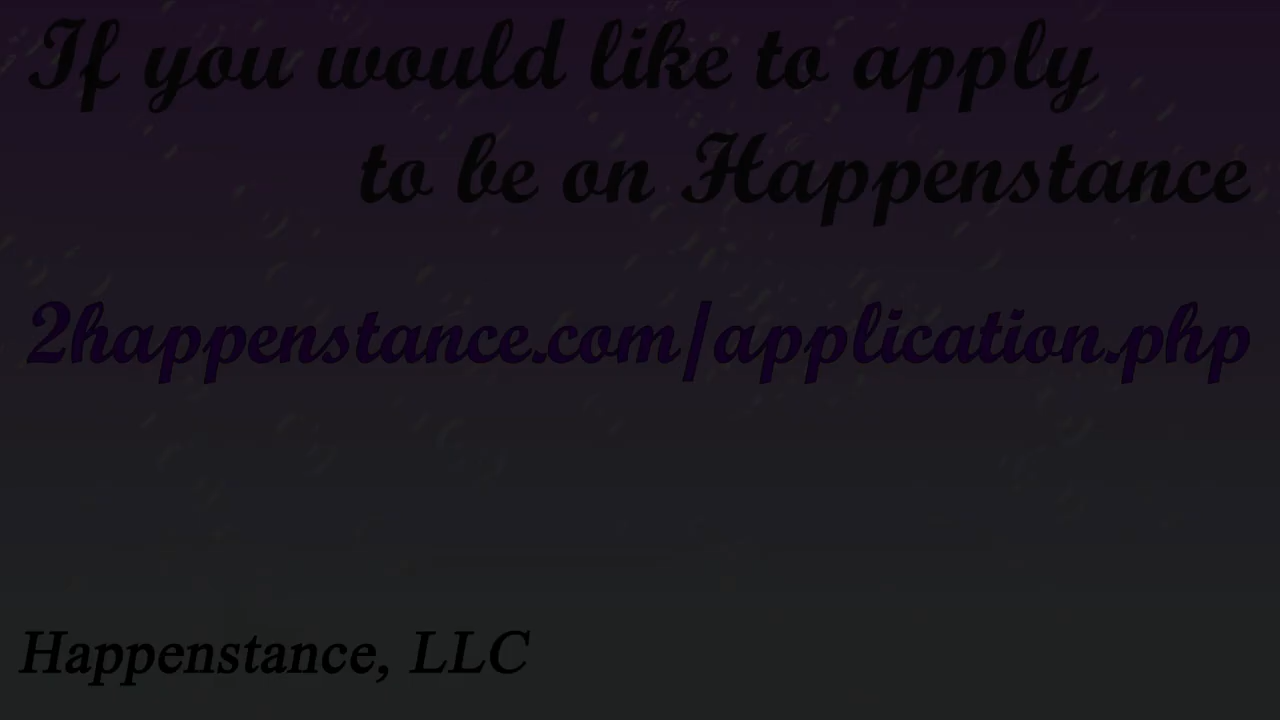 If you would like to apply
to be on Happenstance
2happenstance.com/application.php
Happenstance, LLC